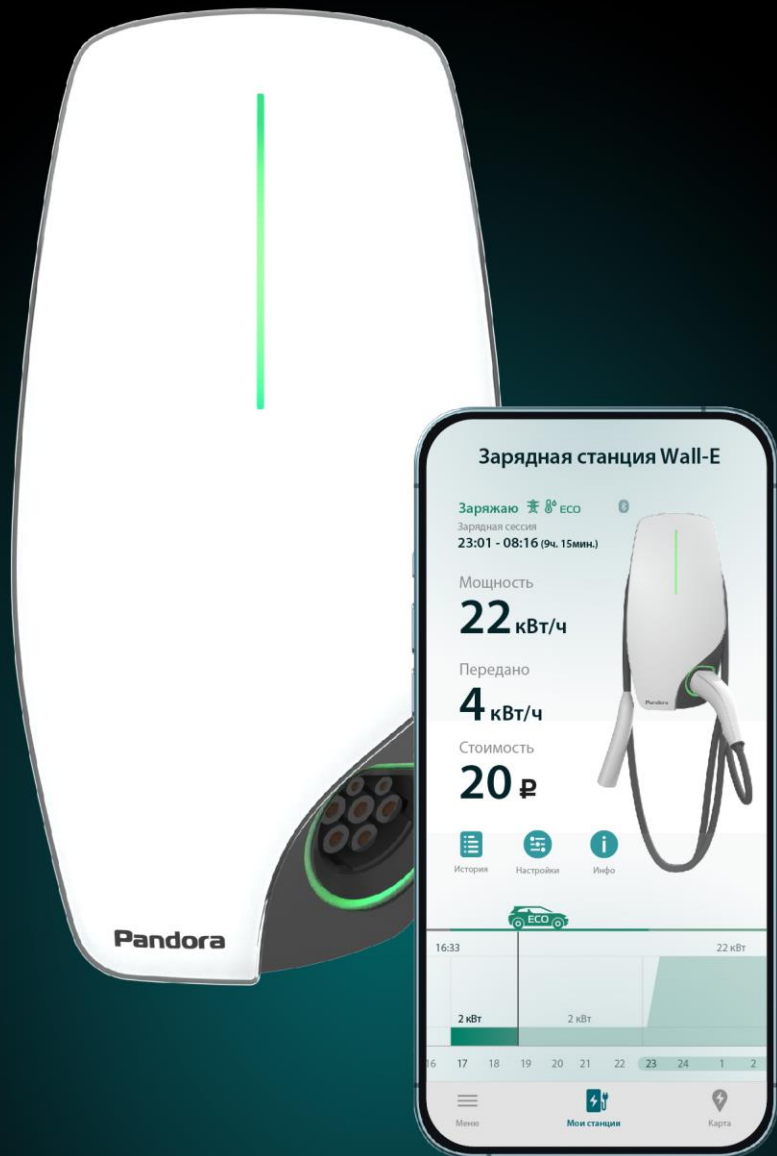 Pandora
Зарядная станция Wall-E
Заряжаю ECO
Зарядная сессия
23:01 - 08:16 (9ч. 15мин.)
Мощность
22 кВт/ч
Передано
4 кВт/ч
Стоимость
20 ₽
Pandora
История Настройки Инфо
ECO
16:33 22 кВт
2 кВт 2 кВт
16 17 18 19 20 21 22 23 24 1 2
Меню Мои станции Карта